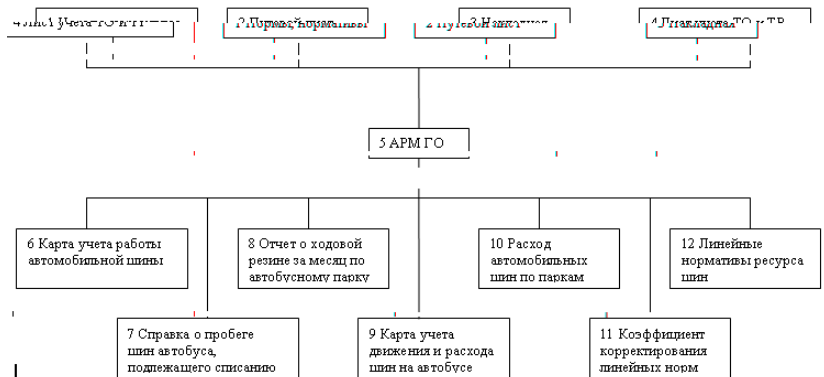 5 АРМ ГО
6 Карта учета работы
автомобильной шины
8 Отчет о ходовой
резине за месяц по
автобусному парку
10 Расход
автомобильных
шин по паркам
12 Линейные
нормативы ресурса
шин
7 Справка о пробеге
шин автобуса,
подлежащего списанию
9 Карта учета
движения и расхода
шин на автобусе
11 Коэффициент
корректирования
линейных норм